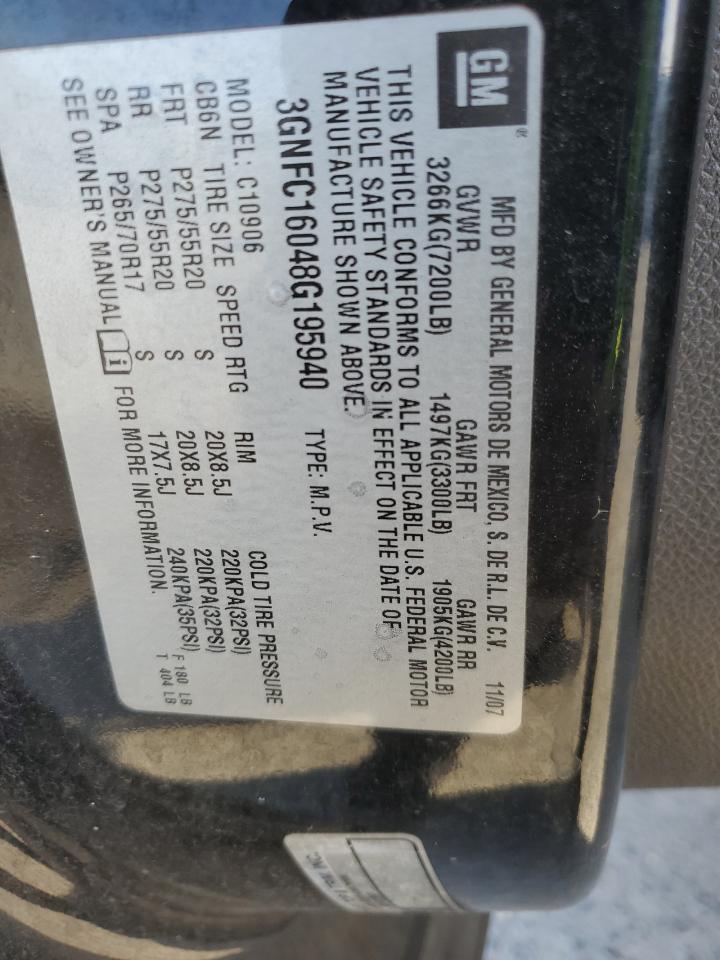 GM®
MFD BY GENERAL MOTORS DE MEXICO, S. DE R.L. DE C.V. 11/07
GVWR GAWR FRT GAWR RR
3266KG(7200LB) 1497KG(3300LB) 1905KG(4200LB)
THIS VEHICLE CONFORMS TO ALL APPLICABLE U.S. FEDERAL MOTOR
VEHICLE SAFETY STANDARDS IN EFFECT ON THE DATE OF
MANUFACTURE SHOWN ABOVE.
3GNFC16048G195940 TYPE: M.P.V.
MODEL: C10906
CB6N TIRE SIZE SPEED RTG RIM COLD TIRE PRESSURE
FRT P275/55R20 S 20X8.5J 220KPA(32PSI)
RR P275/55R20 S 20X8.5J 220KPA(32PSI)
SPA P265/70R17 S 17X7.5J 240KPA(35PSI) F 180 LB
SEE OWNER'S MANUAL i FOR MORE INFORMATION. T 404 LB